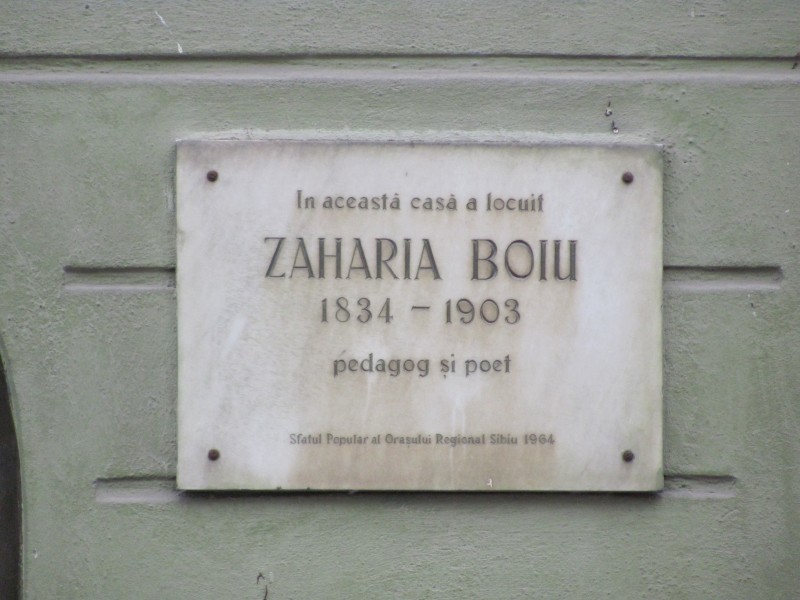 In această casă a locuit
ZAHARIA BOIU
1834 - 1903
pedagog și poet
Sfatul Popular al Orașului Regional Sibiu 1964